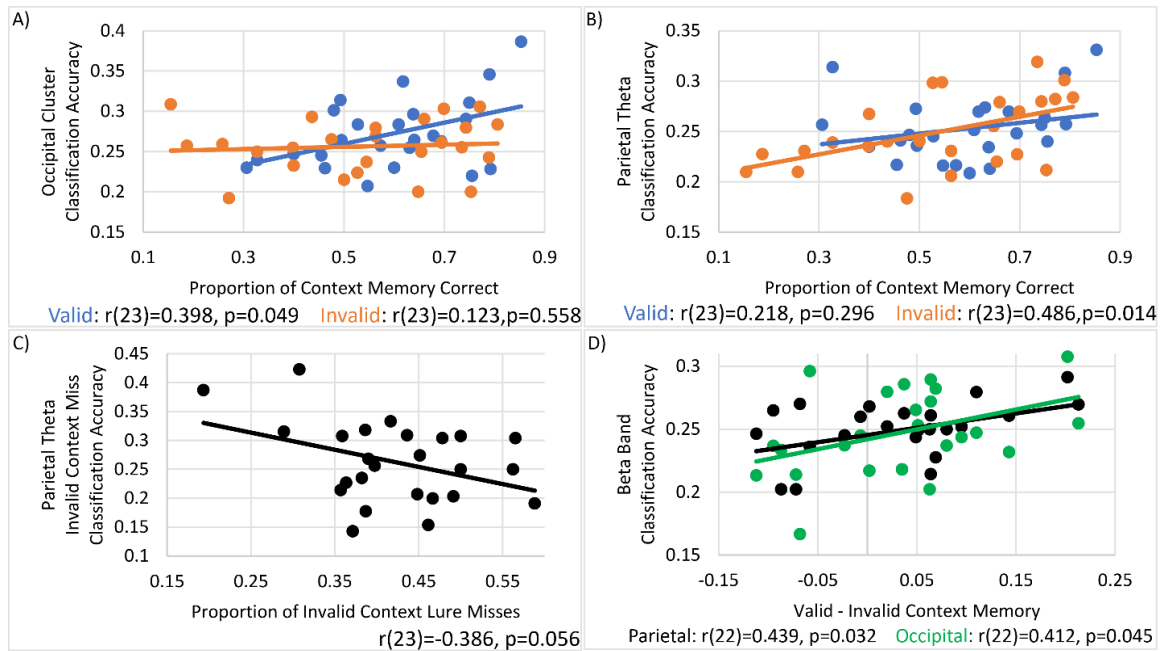 A)
Occipital Cluster
Classification Accuracy
0.4
0.35
0.3
0.25
0.2
0.15
0.1 0.3 0.5 0.7 0.9
Proportion of Context Memory Correct
Valid: r(23)=0.398, p=0.049 Invalid: r(23)=0.123,p=0.558
B)
Parietal Theta
Classification Accuracy
0.35
0.3
0.25
0.2
0.15
0.1 0.3 0.5 0.7 0.9
Proportion of Context Memory Correct
Valid: r(23)=0.218, p=0.296 Invalid: r(23)=0.486,p=0.014
C)
Parietal Theta
Invalid Context Miss
Classification Accuracy
0.45
0.4
0.35
0.3
0.25
0.2
0.15
0.1
0.15 0.25 0.35 0.45 0.55
Proportion of Invalid Context Lure Misses
r(23)=-0.386, p=0.056
D)
Beta Band
Classification Accuracy
0.3
0.25
0.2
0.15
-0.15 -0.05 0.05 0.15 0.25
Valid - Invalid Context Memory
Parietal: r(22)=0.439, p=0.032 Occipital: r(22)=0.412, p=0.045